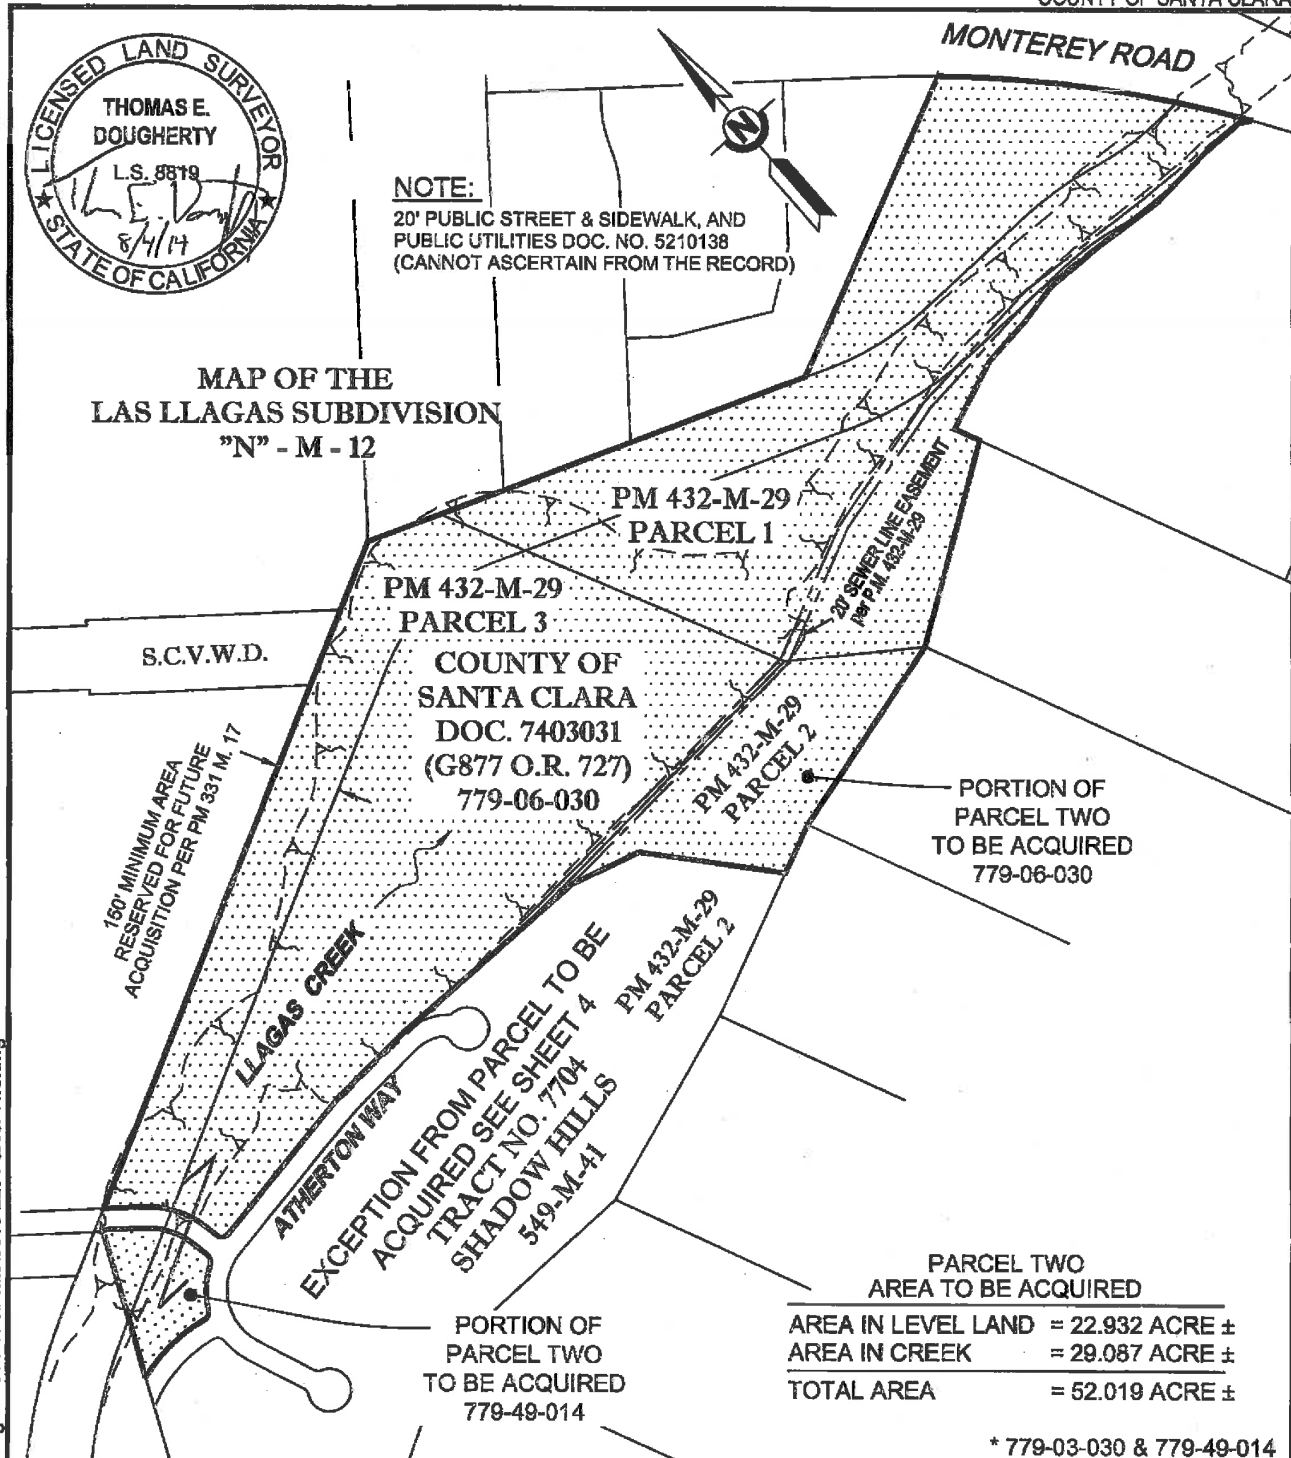 COUNTY OF SANTA CLARA
MONTEREY ROAD
LICENSED LAND SURVEYOR
THOMAS E.
DOUGHERTY
L.S. 8819
8/4/14
STATE OF CALIFORNIA
N
NOTE:
20' PUBLIC STREET & SIDEWALK, AND
PUBLIC UTILITIES DOC. NO. 5210138
(CANNOT ASCERTAIN FROM THE RECORD)
MAP OF THE
LAS LLAGAS SUBDIVISION
"N" - M - 12
PM 432-M-29
PARCEL 1
20' SEWER LINE EASEMENT
per P.M. 432-M-29
PM 432-M-29
PARCEL 3
S.C.V.W.D.
COUNTY OF
SANTA CLARA
DOC. 7403031
(G877 O.R. 727)
779-06-030
PM 432-M-29
PARCEL 2
150' MINIMUM AREA
RESERVED FOR FUTURE
ACQUISITION PER PM 331 M. 17
PORTION OF
PARCEL TWO
TO BE ACQUIRED
779-06-030
LLAGAS CREEK
PM 432-M-29
PARCEL 2
ATHERTON WAY
EXCEPTION FROM PARCEL TO BE
ACQUIRED SEE SHEET 4
TRACT NO. 7704
SHADOW HILLS
549-M-41
PORTION OF
PARCEL TWO
TO BE ACQUIRED
779-49-014
PARCEL TWO
AREA TO BE ACQUIRED
AREA IN LEVEL LAND = 22.932 ACRE ±
AREA IN CREEK = 29.087 ACRE ±
TOTAL AREA = 52.019 ACRE ±
* 779-03-030 & 779-49-014